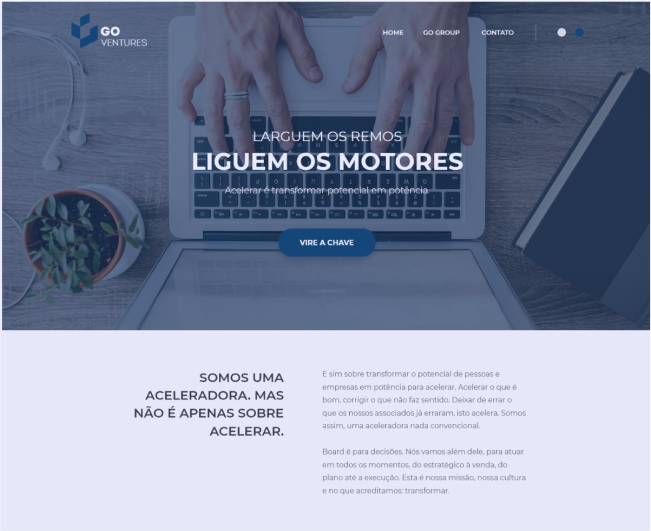 GO
VENTURES
HOME GO GROUP CONTATO
LARGUEM OS REMOS
LIGUEM OS MOTORES
Acelerar é transformar potencial em potência.
VIRE A CHAVE
SOMOS UMA
ACELERADORA. MAS
NÃO É APENAS SOBRE
ACELERAR.
E sim sobre transformar o potencial de pessoas e
empresas em potência para acelerar. Acelerar o que é
bom, corrigir o que não faz sentido. Deixar de errar o
que os nossos associados já erraram, isto acelera. Somos
assim, uma aceleradora nada convencional.
Board é para decisões. Nós vamos além dele, para atuar
em todos os momentos, do estratégico à venda, do
plano até a execução. Esta é nossa missão, nossa cultura
e no que acreditamos: transformar.